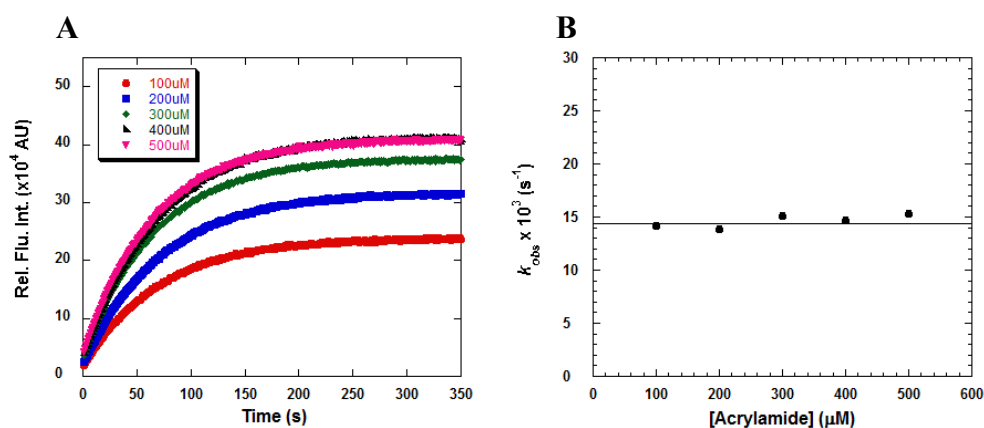 A
Rel. Flu. Int. (x10⁴ AU)
50
40
30
20
10
0
100uM
200uM
300uM
400uM
500uM
0 50 100 150 200 250 300 350
Time (s)
B
k_obs x 10³ (s⁻¹)
30
25
20
15
10
5
0
0 100 200 300 400 500 600
[Acrylamide] (μM)